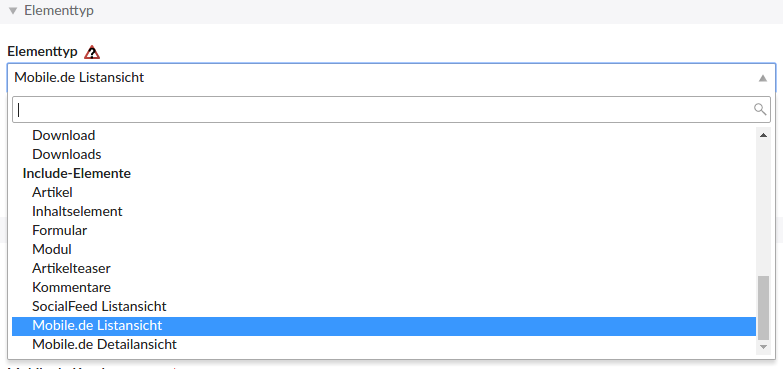 Elementtyp
Elementtyp
Mobile.de Listansicht
Download
Downloads
Include-Elemente
Artikel
Inhaltselement
Formular
Modul
Artikelteaser
Kommentare
SocialFeed Listansicht
Mobile.de Listansicht
Mobile.de Detailansicht